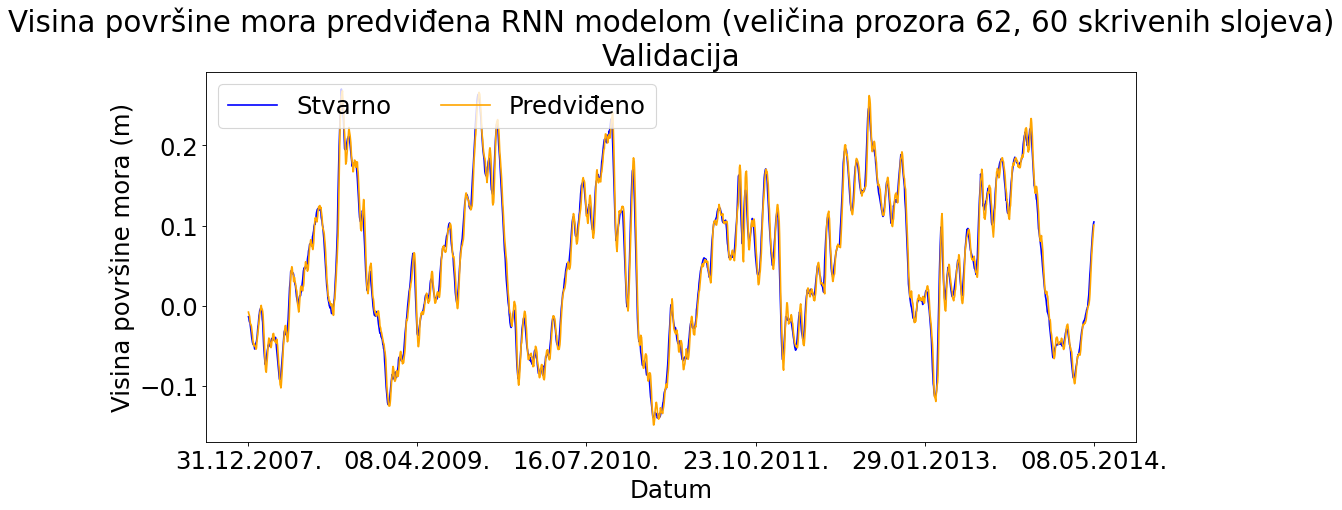 Visina površine mora predviđena RNN modelom (veličina prozora 62, 60 skrivenih slojeva)
Validacija
Stvarno Predviđeno
Visina površine mora (m)
0.2
0.1
0.0
−0.1
31.12.2007. 08.04.2009. 16.07.2010. 23.10.2011. 29.01.2013. 08.05.2014.
Datum